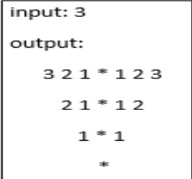 input: 3
output:
3 2 1 * 1 2 3
2 1 * 1 2
1 * 1
*